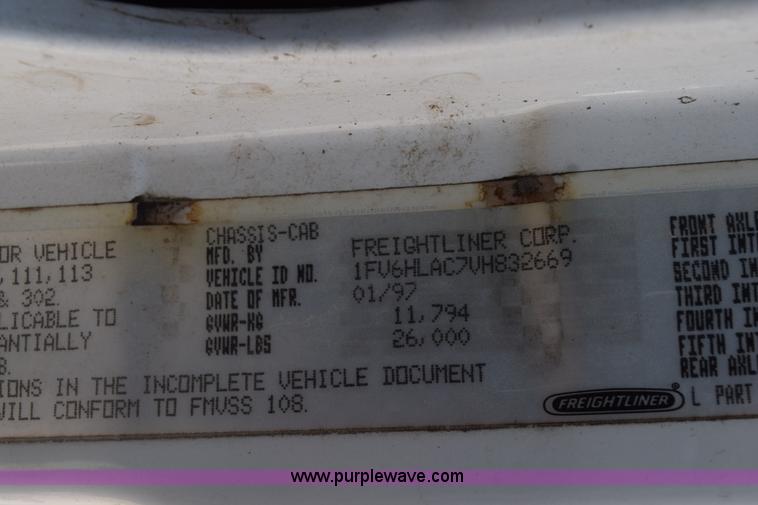 OR VEHICLE
,111,113
& 302
LICABLE TO
ANTIALLY
B.
IONS IN THE INCOMPLETE VEHICLE DOCUMENT
WILL CONFORM TO FMVSS 108.
CHASSIS-CAB
MFD. BY FREIGHTLINER CORP.
VEHICLE ID NO. 1FV6HLAC7VH832669
DATE OF MFR. 01/97
GVWR-KG 11,794
GVWR-LBS 26,000
FRONT AXLE
FIRST INT
SECOND IN
THIRD INT
FOURTH IN
FIFTH INT
REAR AXL
FREIGHTLINER
L PART
www.purplewave.com